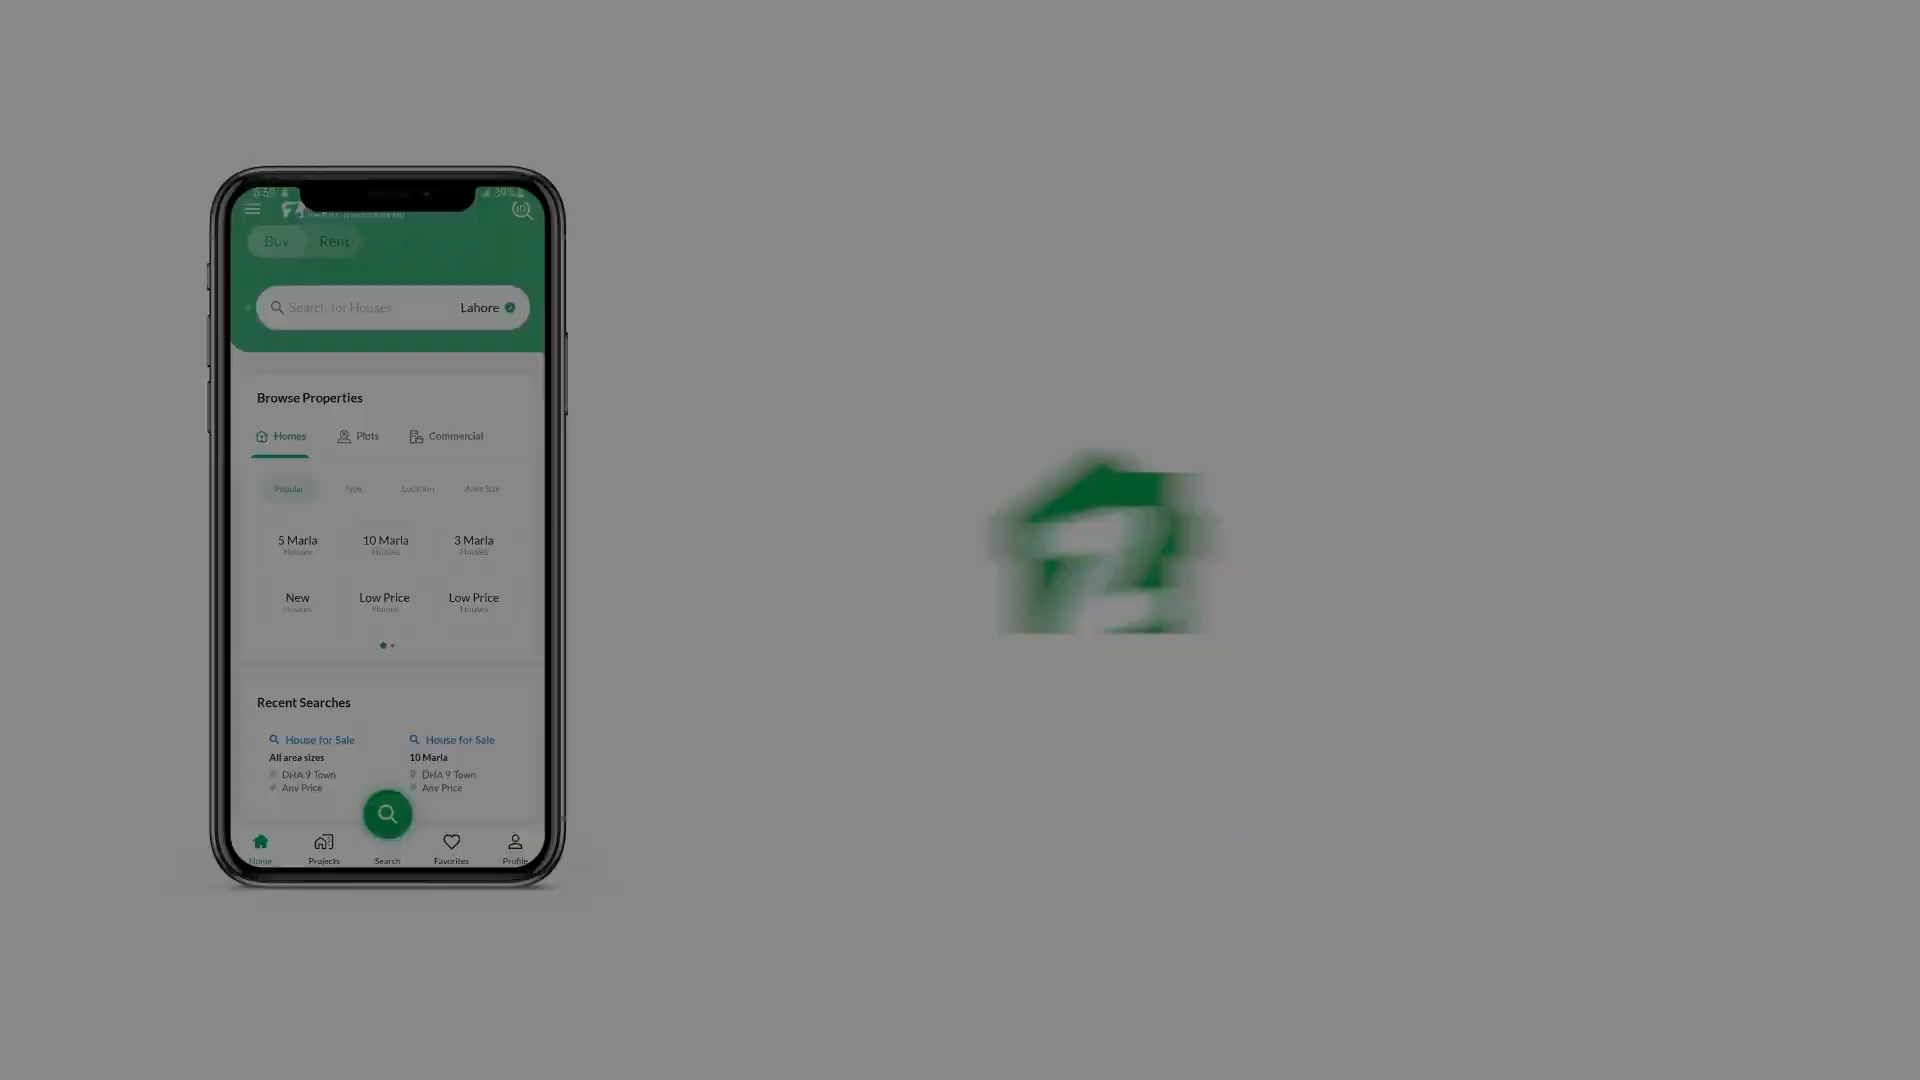 5:59 39%
Buy Rent
Search for Houses Lahore
Browse Properties
Homes Plots Commercial
Popular Type Location Area Size
5 Marla 10 Marla 3 Marla
Houses Houses Houses
New Low Price Low Price
Houses Homes Houses
Recent Searches
House for Sale House for Sale
All area sizes 10 Marla
DHA 9 Town DHA 9 Town
Any Price Any Price
Home Projects Search Favorites Profile